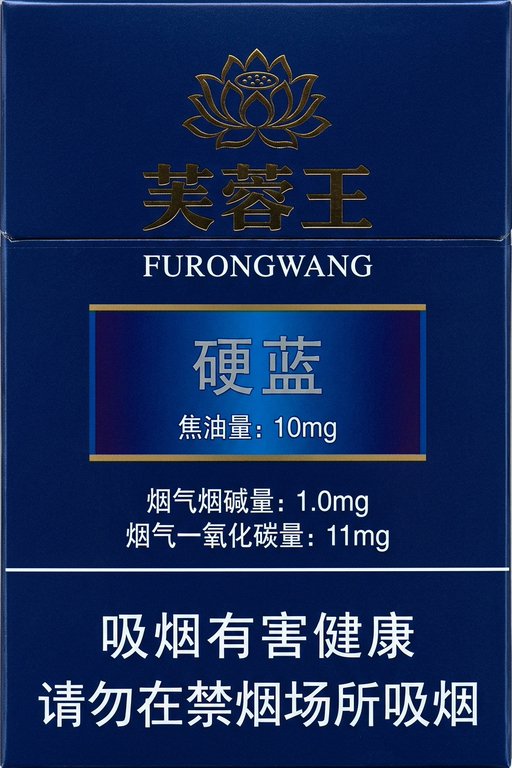 芙蓉王
FURONGWANG
硬蓝
焦油量：10mg
烟气烟碱量：1.0mg
烟气一氧化碳量：11mg
吸烟有害健康
请勿在禁烟场所吸烟